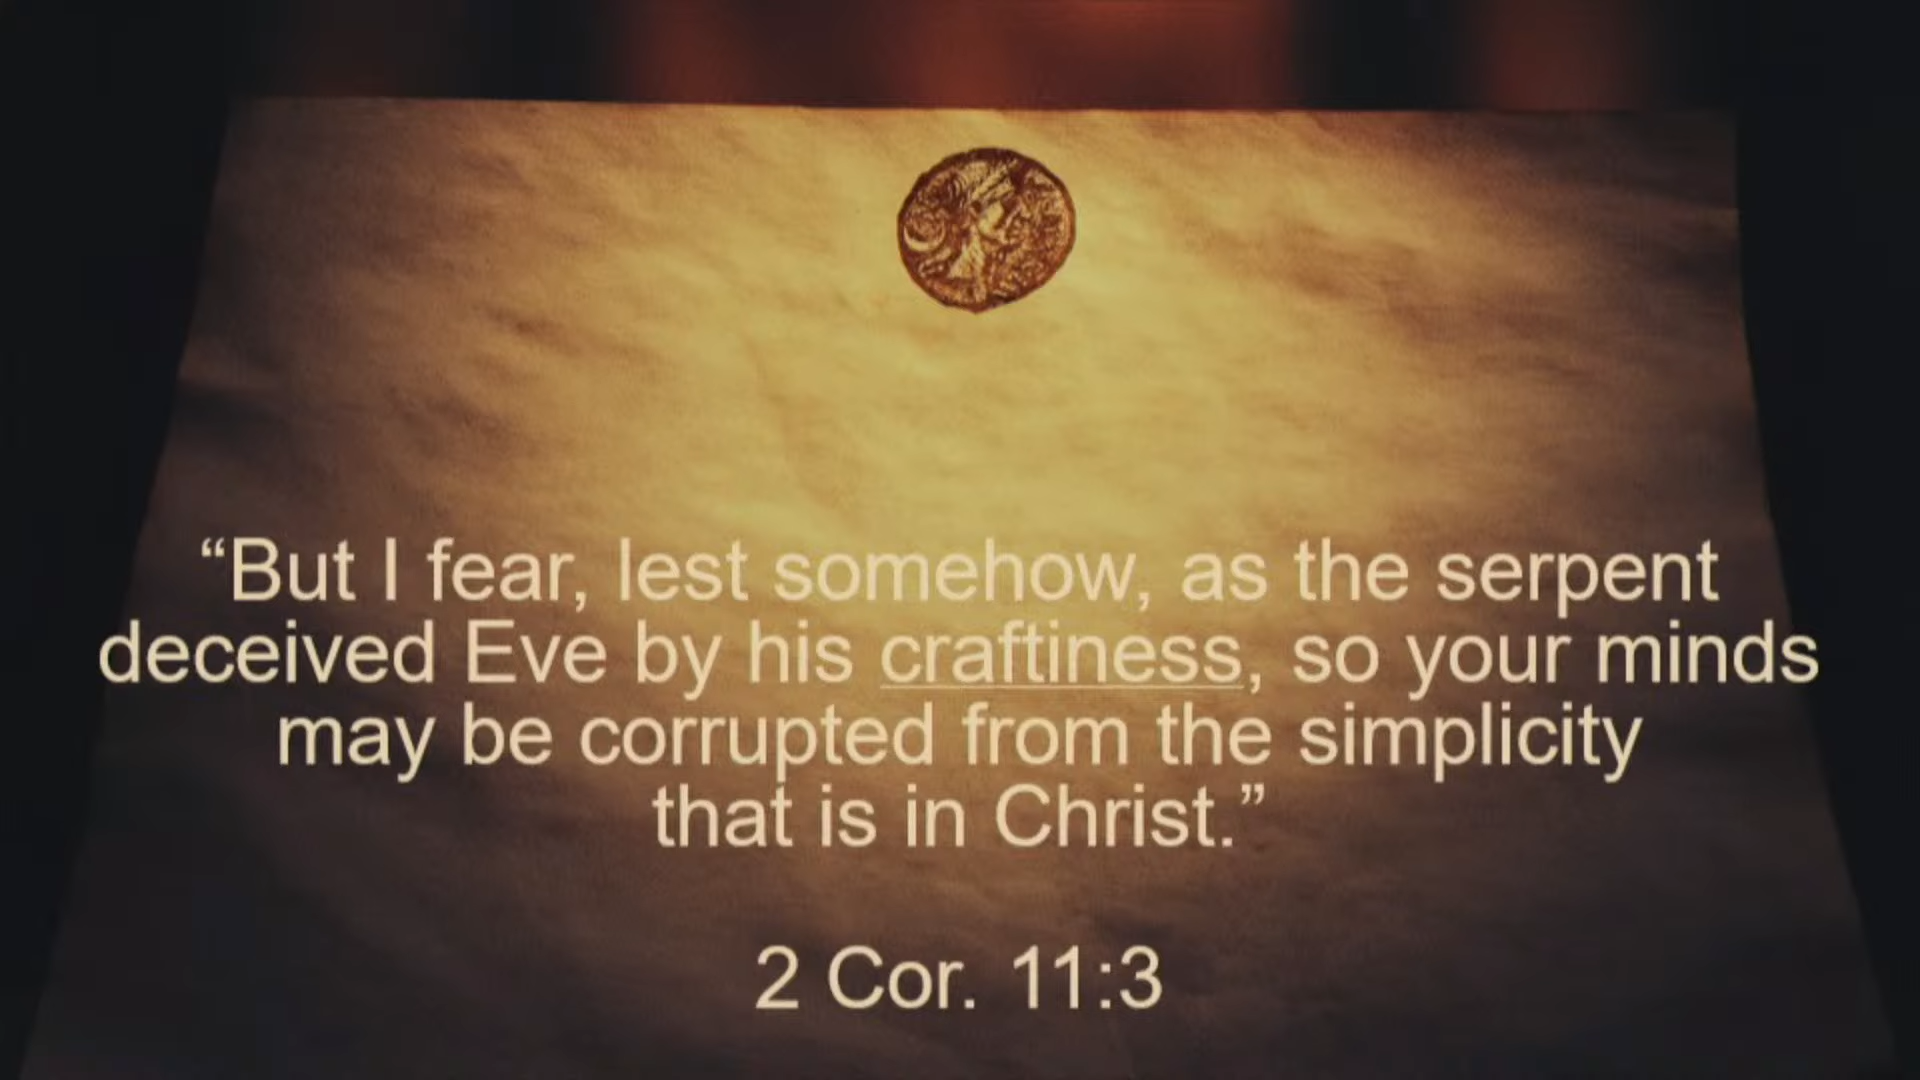 “But I fear, lest somehow, as the serpent
deceived Eve by his craftiness, so your minds
may be corrupted from the simplicity
that is in Christ.”
2 Cor. 11:3